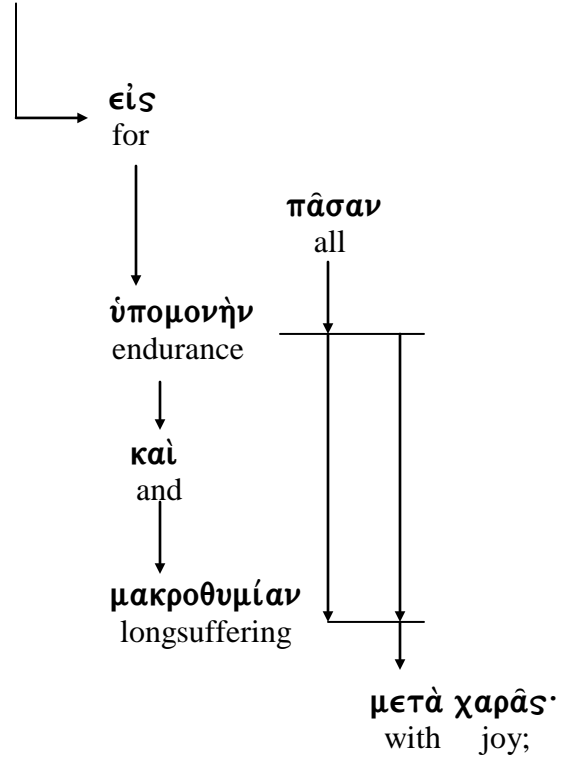 εἰς
for
πᾶσαν
all
ὑπομονὴν
endurance
καὶ
and
μακροθυμίαν
longsuffering
μετὰ χαρᾶς·
with joy;